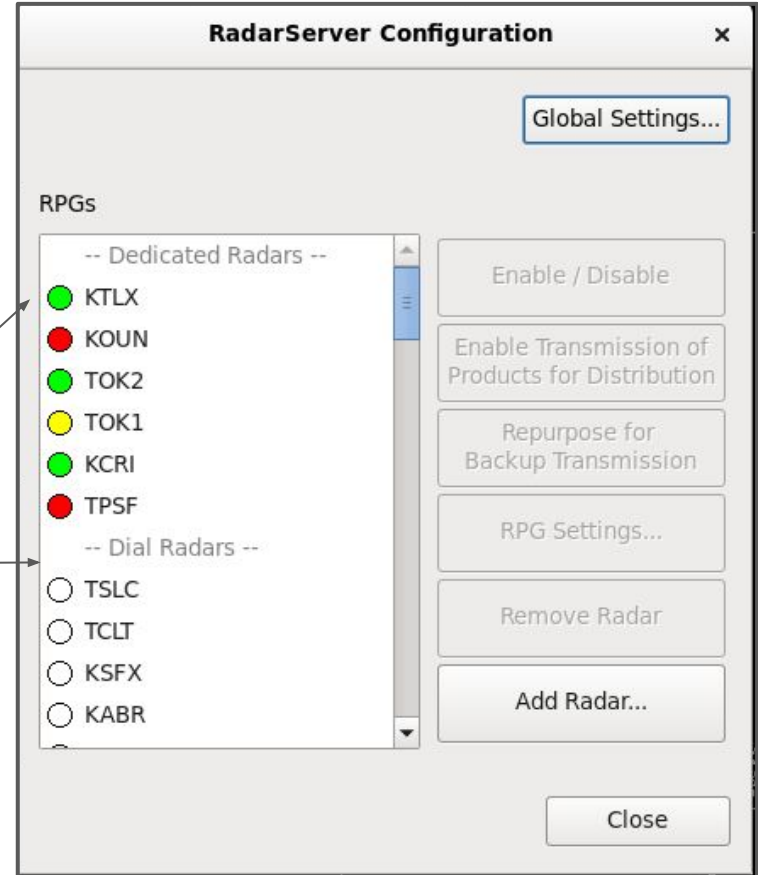 RadarServer Configuration ×
Global Settings...
RPGs
-- Dedicated Radars --
KTLX
KOUN
TOK2
TOK1
KCRI
TPSF
-- Dial Radars --
TSLC
TCLT
KSFX
KABR
Enable / Disable
Enable Transmission of
Products for Distribution
Repurpose for
Backup Transmission
RPG Settings...
Remove Radar
Add Radar...
Close